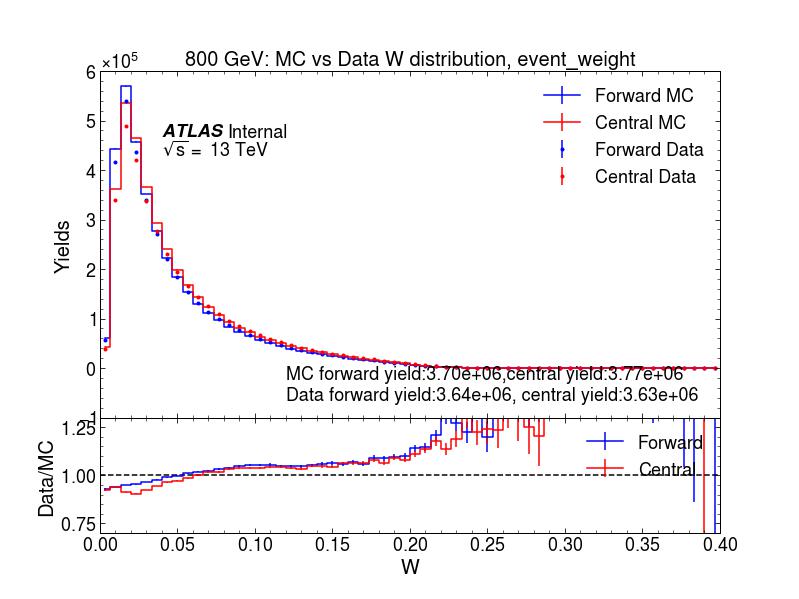 800 GeV: MC vs Data W distribution, event_weight
×10⁵
6
5
4
3
2
1
0
1
Yields
ATLAS Internal
√s = 13 TeV
Forward MC
Central MC
Forward Data
Central Data
MC forward yield:3.70e+06,central yield:3.77e+06
Data forward yield:3.64e+06, central yield:3.63e+06
1.25
1.00
0.75
Data/MC
Forward
Central
0.00 0.05 0.10 0.15 0.20 0.25 0.30 0.35 0.40
W